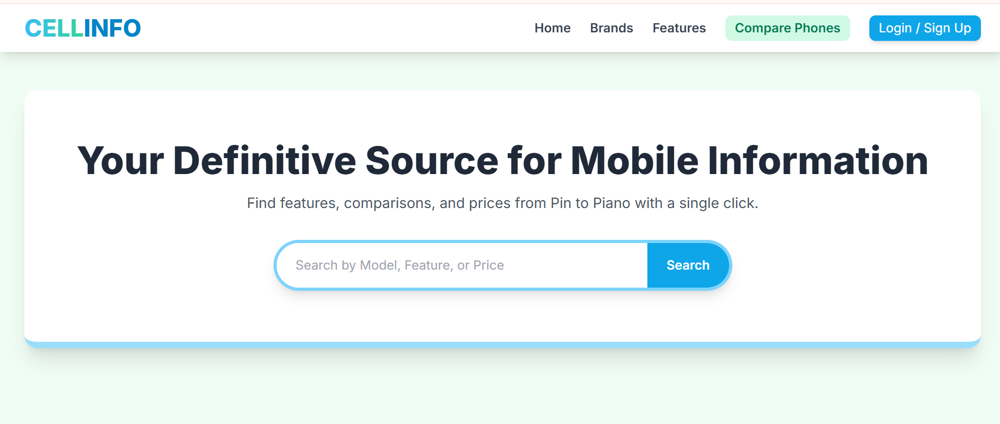 CELLINFO
Home
Brands
Features
Compare Phones
Login / Sign Up
Your Definitive Source for Mobile Information
Find features, comparisons, and prices from Pin to Piano with a single click.
Search by Model, Feature, or Price
Search